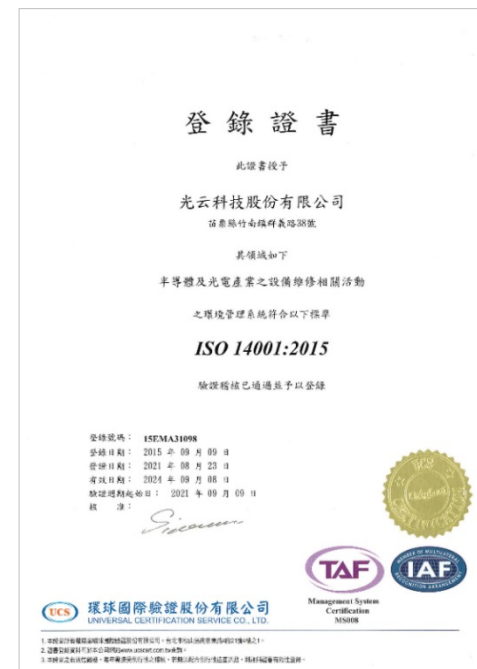 登錄證書
此證書授予
光云科技股份有限公司
苗栗縣竹南鎮群義路38號
其領域如下
半導體及光電產業之設備維修相關活動
之環境管理系統符合以下標準
ISO 14001:2015
驗證稽核已通過並予以登錄
登錄號碼： 15EMA31098
登錄日期： 2015 年 09 月 09 日
發證日期： 2021 年 08 月 23 日
有效日期： 2024 年 09 月 08 日
驗證週期起始日： 2021 年 09 月 09 日
核 准：
UCS
TAF
IAF
Management System
Certification
MS008
UCS 環球國際驗證股份有限公司
UNIVERSAL CERTIFICATION SERVICE CO., LTD.